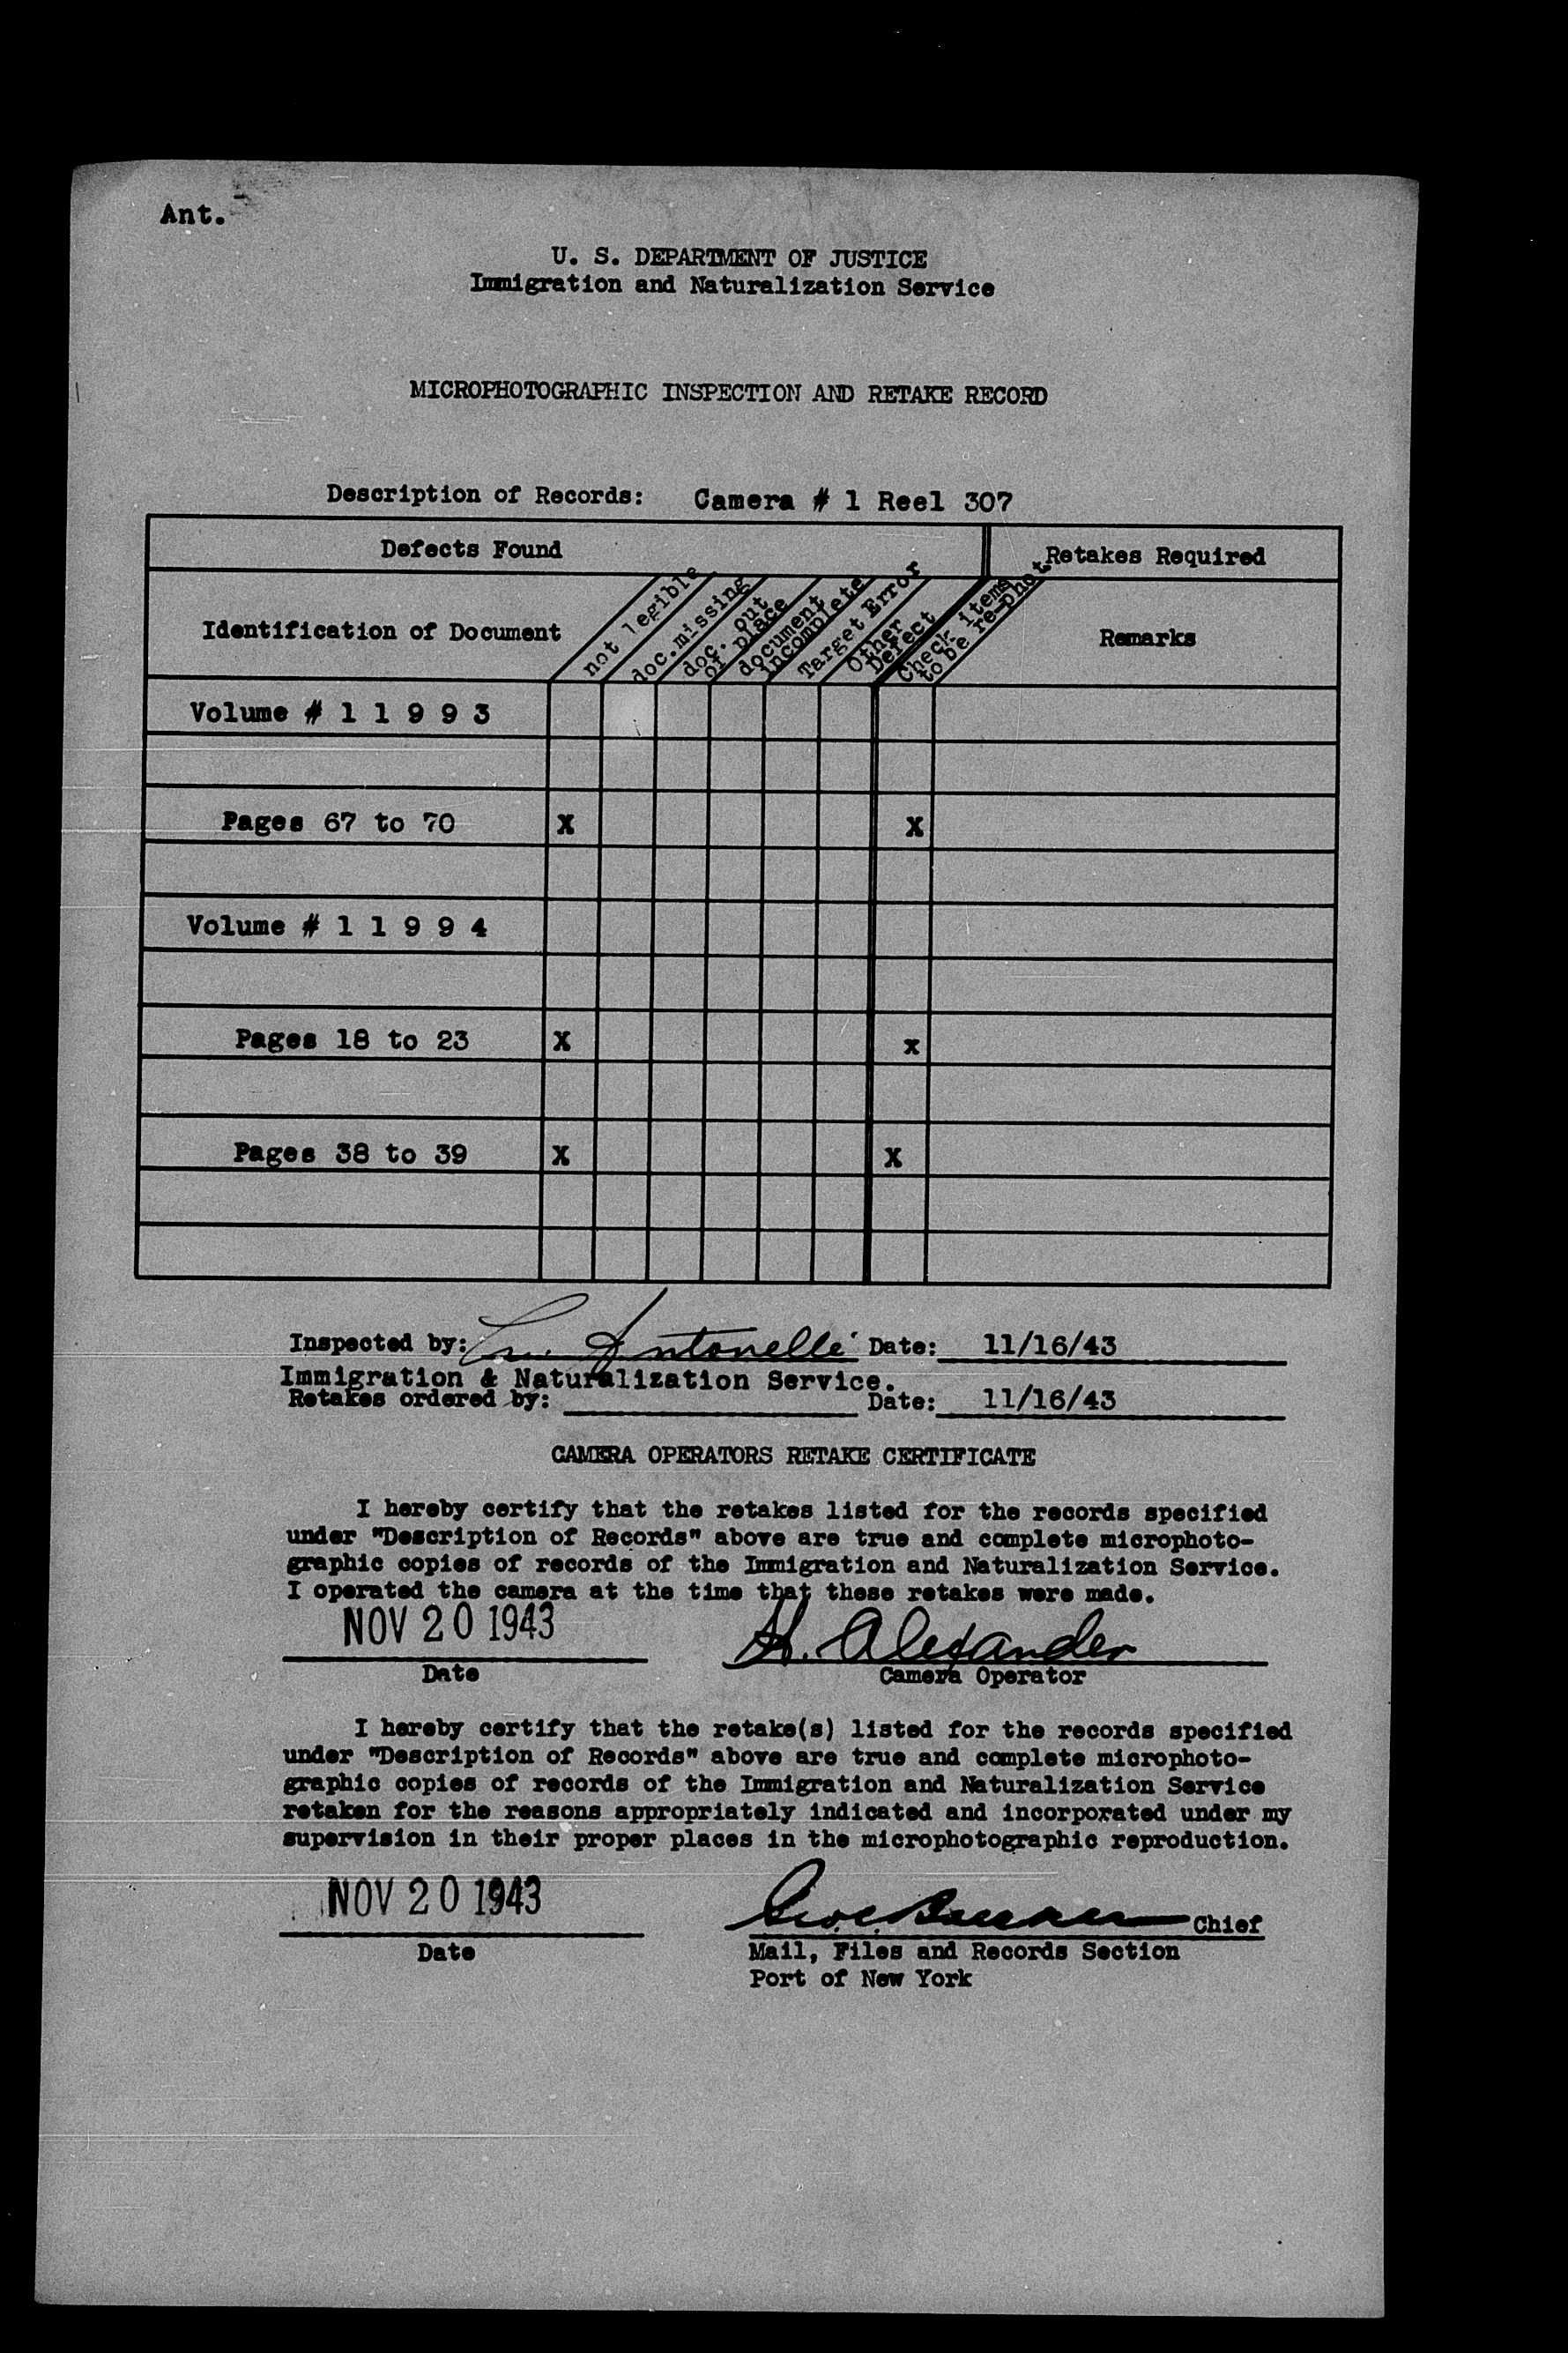 Ant.
U. S. DEPARTMENT OF JUSTICE
Immigration and Naturalization Service
MICROPHOTOGRAPHIC INSPECTION AND RETAKE RECORD
Description of Records: Camera # 1 Reel 307
Defects Found
Retakes Required
Identification of Document
not legible
doc. missing
doc. out
of place
document
incomplete
Target Error
Other
Defect
Check items
to be re-phot.
Remarks
Volume # 1 1 9 9 3
Pages 67 to 70 X X
Volume # 1 1 9 9 4
Pages 18 to 23 X X
Pages 38 to 39 X X
Inspected by: Antonelli Date: 11/16/43
Immigration & Naturalization Service.
Retakes ordered by: Date: 11/16/43
CAMERA OPERATORS RETAKE CERTIFICATE
I hereby certify that the retakes listed for the records specified
under "Description of Records" above are true and complete microphoto-
graphic copies of records of the Immigration and Naturalization Service.
I operated the camera at the time that these retakes were made.
NOV 20 1943 H. Alexander
Date Camera Operator
I hereby certify that the retake(s) listed for the records specified
under "Description of Records" above are true and complete microphoto-
graphic copies of records of the Immigration and Naturalization Service
retaken for the reasons appropriately indicated and incorporated under my
supervision in their proper places in the microphotographic reproduction.
NOV 20 1943 Chief
Date Mail, Files and Records Section
Port of New York